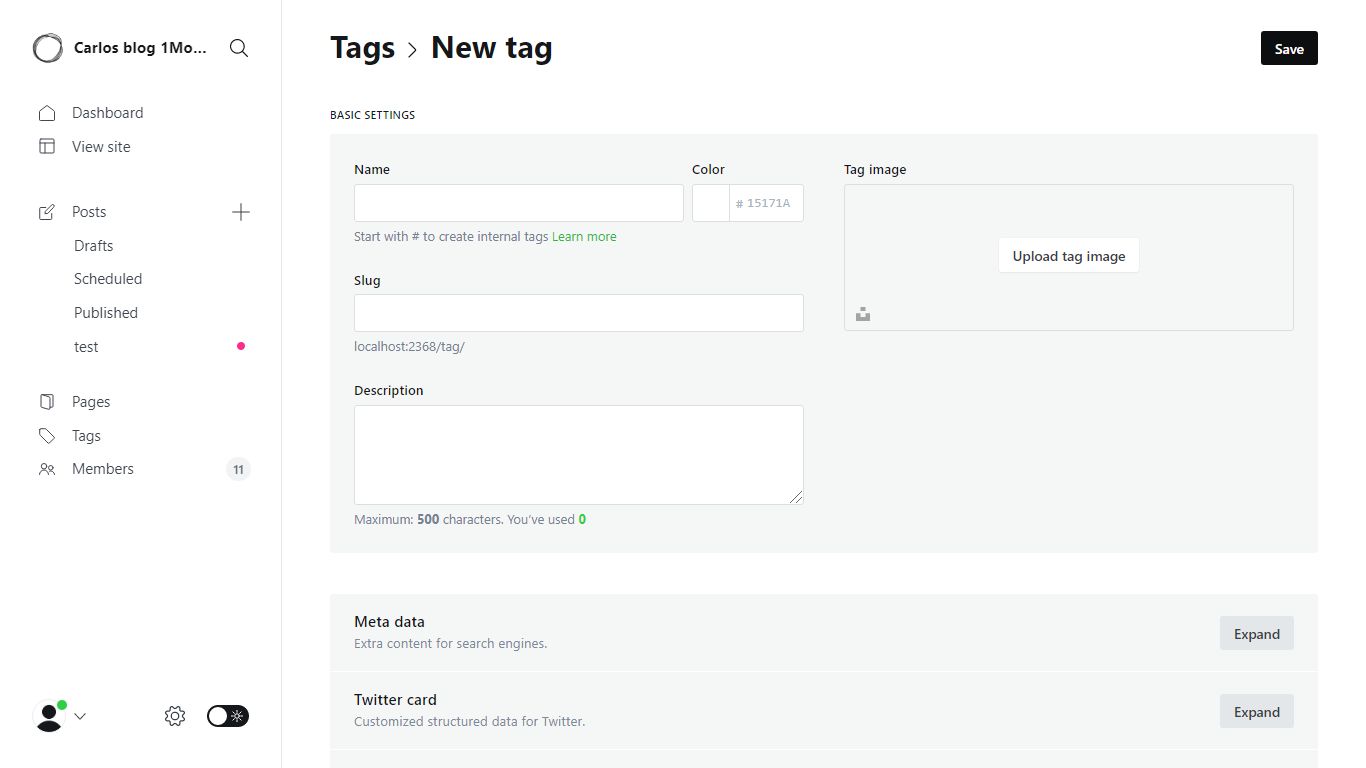 Carlos blog 1Mo...
Dashboard
View site
Posts
Drafts
Scheduled
Published
test
Pages
Tags
Members
11
Tags
New tag
Save
BASIC SETTINGS
Name
Color
# 15171A
Start with # to create internal tags Learn more
Slug
localhost:2368/tag/
Description
Maximum: 500 characters. You’ve used 0
Tag image
Upload tag image
Meta data
Extra content for search engines.
Expand
Twitter card
Customized structured data for Twitter.
Expand